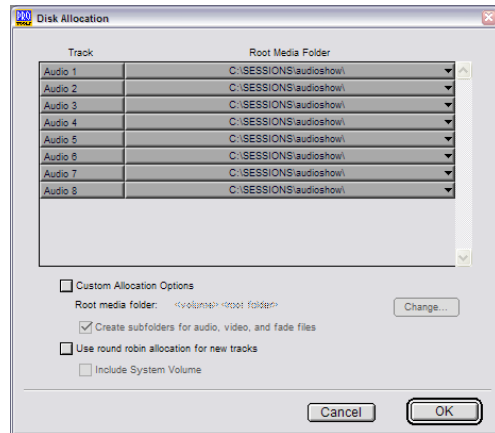 PRO TOOLS Disk Allocation
Track Root Media Folder
Audio 1 C:\SESSIONS\audioshow\
Audio 2 C:\SESSIONS\audioshow\
Audio 3 C:\SESSIONS\audioshow\
Audio 4 C:\SESSIONS\audioshow\
Audio 5 C:\SESSIONS\audioshow\
Audio 6 C:\SESSIONS\audioshow\
Audio 7 C:\SESSIONS\audioshow\
Audio 8 C:\SESSIONS\audioshow\
Custom Allocation Options
Root media folder: <volume> <root folder> Change...
Create subfolders for audio, video, and fade files
Use round robin allocation for new tracks
Include System Volume
Cancel OK